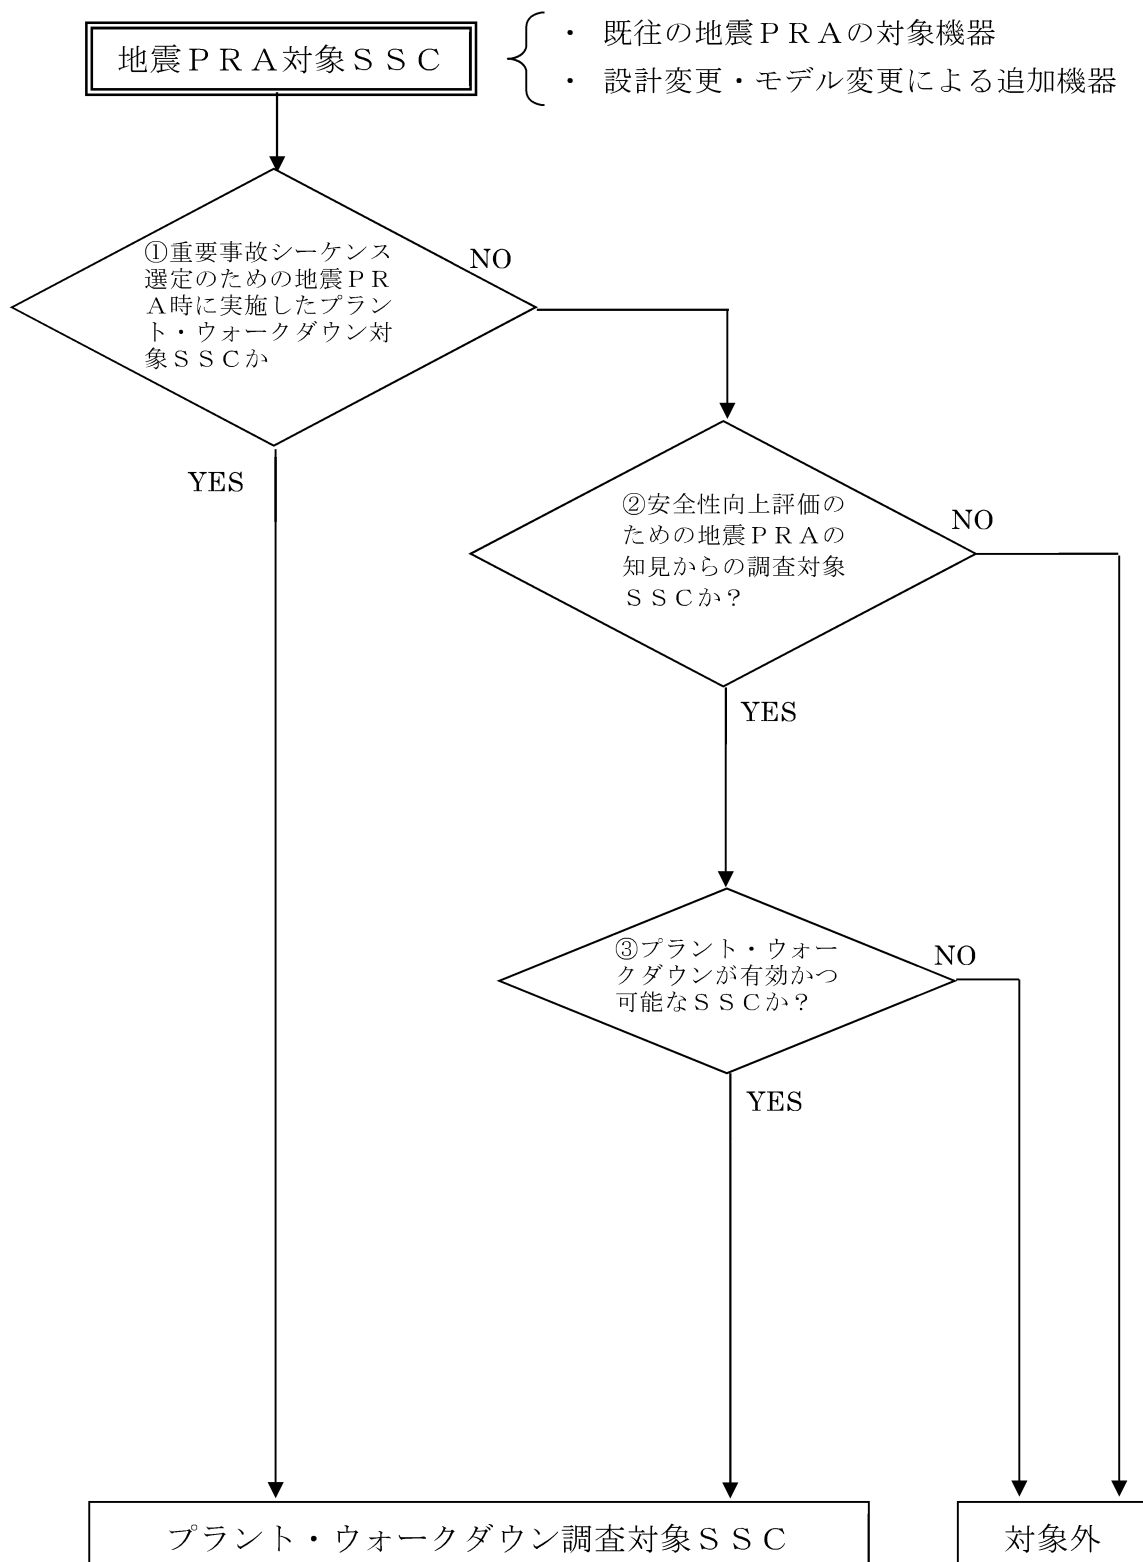 地震ＰＲＡ対象ＳＳＣ
・ 既往の地震ＰＲＡの対象機器
・ 設計変更・モデル変更による追加機器
①重要事故シーケンス
選定のための地震ＰＲ
Ａ時に実施したプラン
ト・ウォークダウン対
象ＳＳＣか
NO
YES
②安全性向上評価の
ための地震ＰＲＡの
知見からの調査対象
ＳＳＣか？
NO
YES
③プラント・ウォー
クダウンが有効かつ
可能なＳＳＣか？
NO
YES
プラント・ウォークダウン調査対象ＳＳＣ
対象外